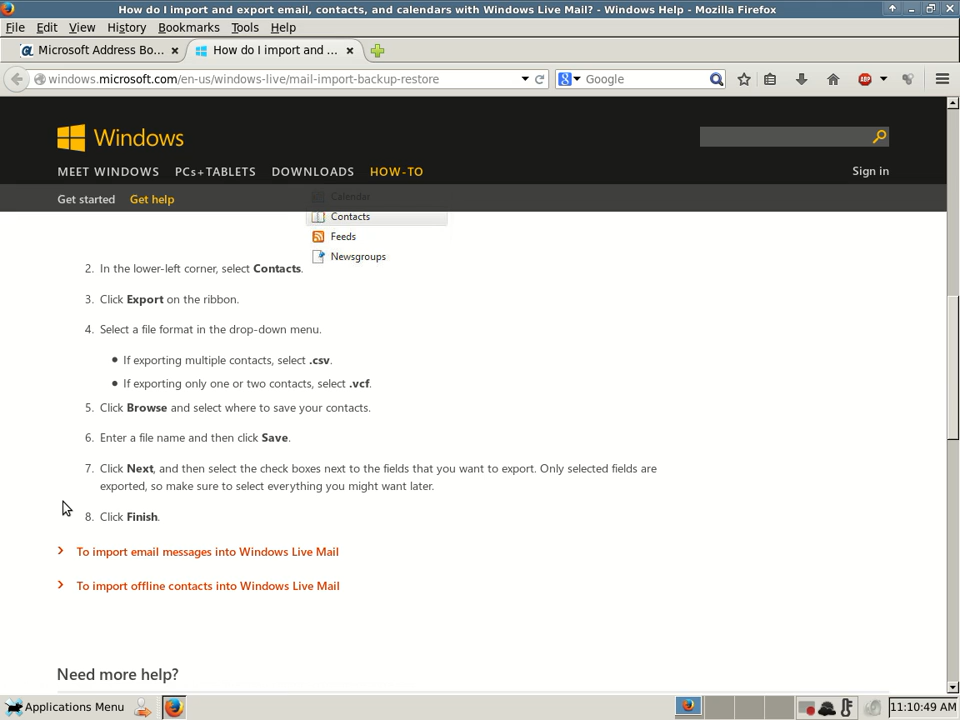 How do I import and export email, contacts, and calendars with Windows Live Mail? - Windows Help - Mozilla Firefox
File Edit View History Bookmarks Tools Help
Microsoft Address Bo... How do I import and ...
windows.microsoft.com/en-us/windows-live/mail-import-backup-restore Google
Windows
MEET WINDOWS PCs+TABLETS DOWNLOADS HOW-TO Sign in
Get started Get help
Calendar
Contacts
Feeds
Newsgroups
2. In the lower-left corner, select Contacts.
3. Click Export on the ribbon.
4. Select a file format in the drop-down menu.
• If exporting multiple contacts, select .csv.
• If exporting only one or two contacts, select .vcf.
5. Click Browse and select where to save your contacts.
6. Enter a file name and then click Save.
7. Click Next, and then select the check boxes next to the fields that you want to export. Only selected fields are
exported, so make sure to select everything you might want later.
8. Click Finish.
To import email messages into Windows Live Mail
To import offline contacts into Windows Live Mail
Need more help?
Applications Menu 11:10:49 AM